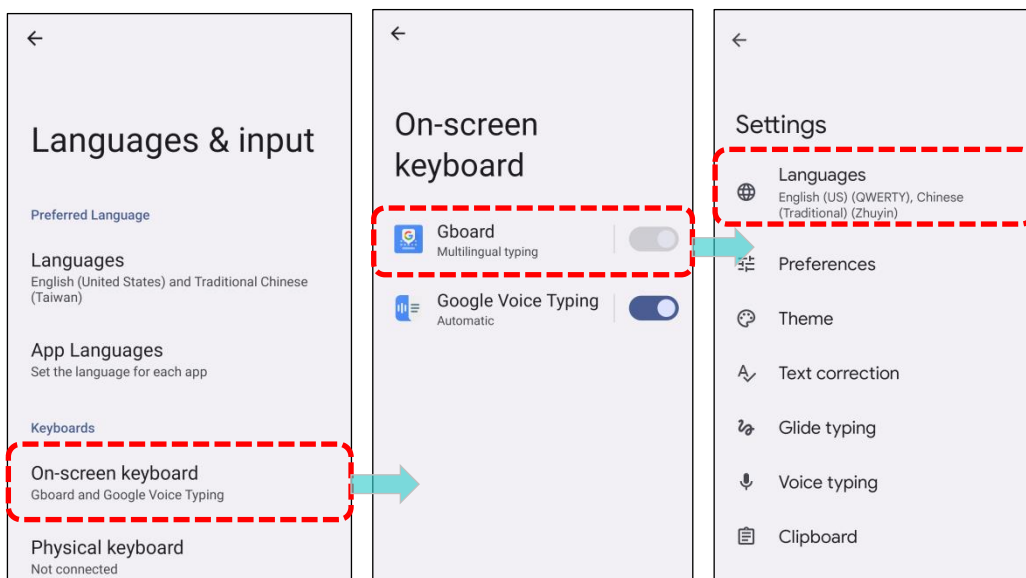 Languages & input
Preferred Language
Languages
English (United States) and Traditional Chinese
(Taiwan)
App Languages
Set the language for each app
Keyboards
On-screen keyboard
Gboard and Google Voice Typing
Physical keyboard
Not connected
On-screen
keyboard
Gboard
Multilingual typing
Google Voice Typing
Automatic
Settings
Languages
English (US) (QWERTY), Chinese
(Traditional) (Zhuyin)
Preferences
Theme
Text correction
Glide typing
Voice typing
Clipboard